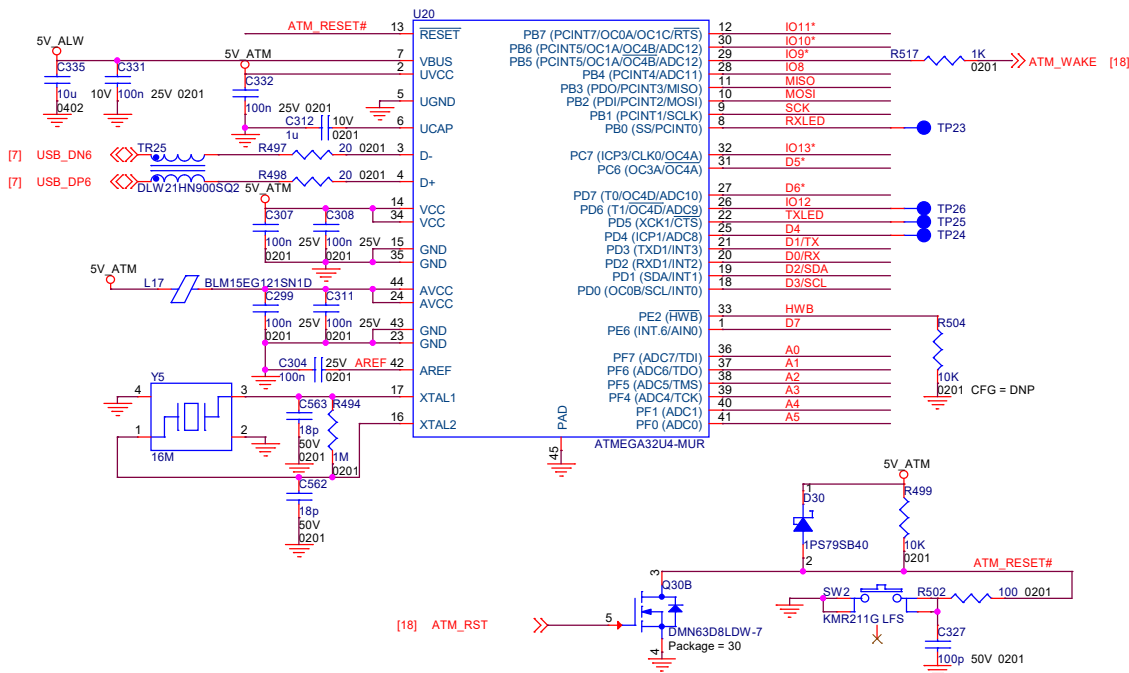 U20
ATM_RESET# 13 RESET
5V_ALW
5V_ATM
7 VBUS
2 UVCC
C335
10u
0402
C331
10V 100n 25V 0201
C332
100n 25V 0201
5 UGND
C312 10V
1u 0201
6 UCAP
[7] USB_DN6 TR25 R497 20 0201 3 D-
[7] USB_DP6 R498 20 0201 4 D+
DLW21HN900SQ2
5V_ATM
14 VCC
34 VCC
C307 C308
100n 25V 100n 25V
0201 0201
15 GND
35 GND
5V_ATM
L17 BLM15EG121SN1D
44 AVCC
24 AVCC
C299 C311
100n 25V 100n 25V
0201 0201
43 GND
23 GND
C304 25V AREF 42 AREF
100n 0201
Y5
4 3
1 2
16M
17 XTAL1
16 XTAL2
C563 R494
18p
50V 1M
0201 0201
C562
18p
50V
0201
PB7 (PCINT7/OC0A/OC1C/RTS) 12 IO11*
PB6 (PCINT5/OC1A/OC4B/ADC12) 30 IO10*
PB5 (PCINT5/OC1A/OC4B/ADC12) 29 IO9*
R517 1K
0201
ATM_WAKE [18]
PB4 (PCINT4/ADC11) 28 IO8
PB3 (PDO/PCINT3/MISO) 11 MISO
PB2 (PDI/PCINT2/MOSI) 10 MOSI
PB1 (PCINT1/SCLK) 9 SCK
PB0 (SS/PCINT0) 8 RXLED TP23
PC7 (ICP3/CLK0/OC4A) 32 IO13*
PC6 (OC3A/OC4A) 31 D5*
PD7 (T0/OC4D/ADC10) 27 D6*
PD6 (T1/OC4D/ADC9) 26 IO12 TP26
PD5 (XCK1/CTS) 22 TXLED TP25
PD4 (ICP1/ADC8) 25 D4 TP24
PD3 (TXD1/INT3) 21 D1/TX
PD2 (RXD1/INT2) 20 D0/RX
PD1 (SDA/INT1) 19 D2/SDA
PD0 (OC0B/SCL/INT0) 18 D3/SCL
PE2 (HWB) 33 HWB
PE6 (INT.6/AIN0) 1 D7
R504
10K
0201 CFG = DNP
PF7 (ADC7/TDI) 36 A0
PF6 (ADC6/TDO) 37 A1
PF5 (ADC5/TMS) 38 A2
PF4 (ADC4/TCK) 39 A3
PF1 (ADC1) 40 A4
PF0 (ADC0) 41 A5
PAD
45
ATMEGA32U4-MUR
5V_ATM
1
D30
1PS79SB40
2
R499
10K
0201
ATM_RESET#
3
Q30B
[18] ATM_RST 5
DMN63D8LDW-7
Package = 30
4
SW2 R502 100 0201
KMR211G LFS
C327
100p 50V 0201